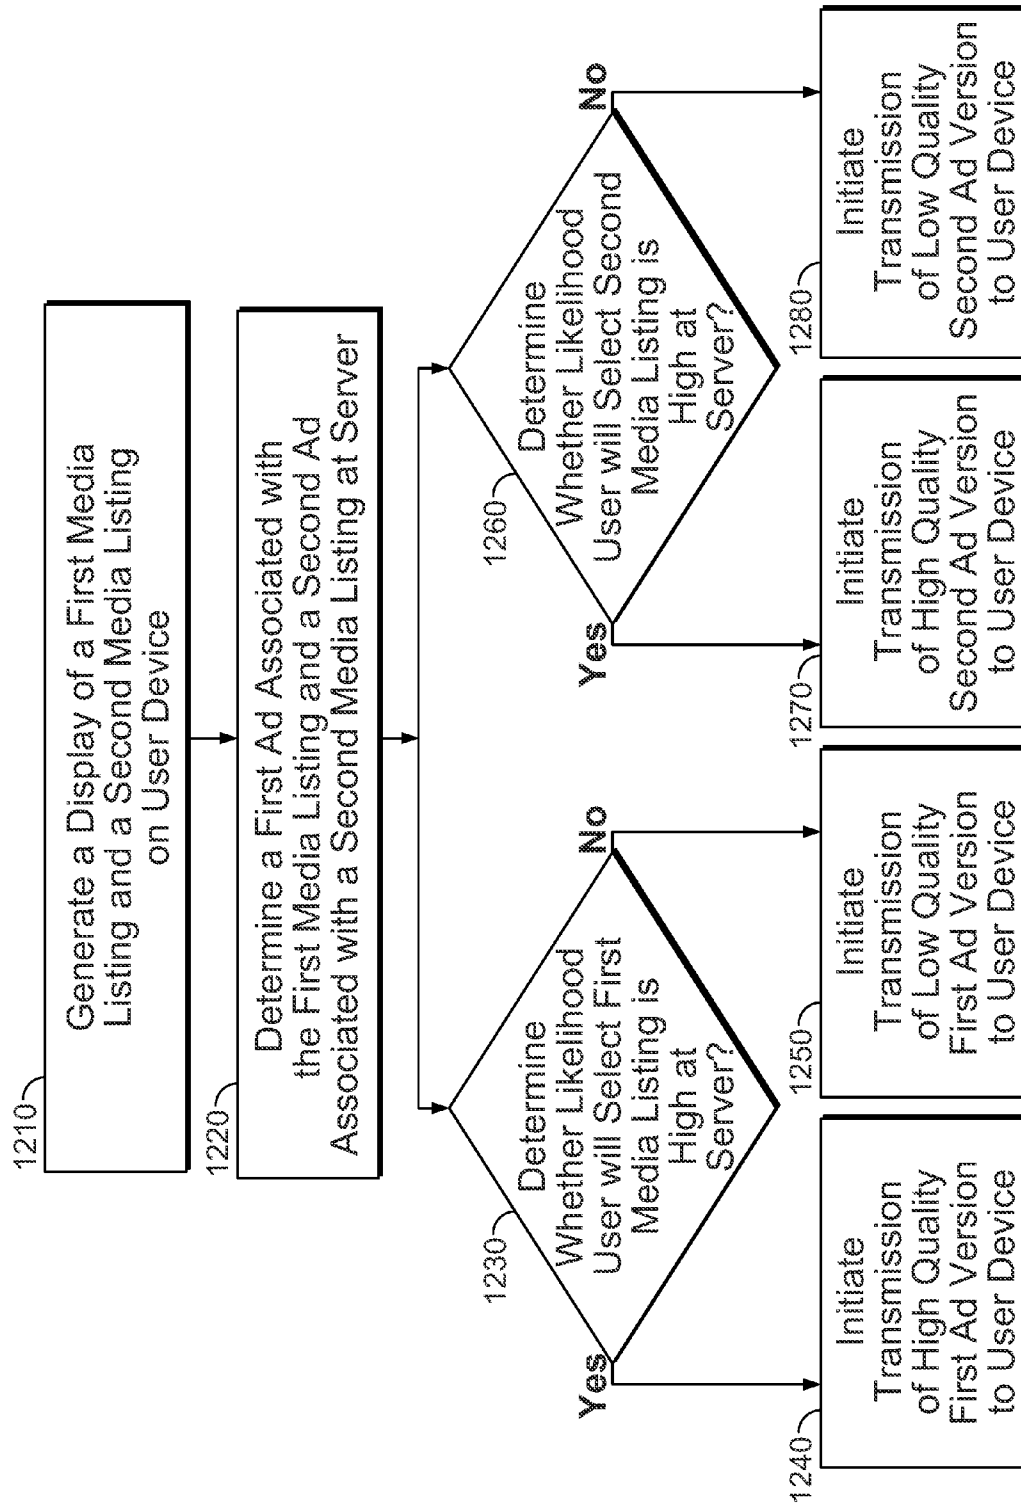 1210
Generate a Display of a First Media
Listing and a Second Media Listing
on User Device
1220
Determine a First Ad Associated with
the First Media Listing and a Second Ad
Associated with a Second Media Listing at Server
1230
Determine
Whether Likelihood
User will Select First
Media Listing is
High at
Server?
Yes
No
1260
Determine
Whether Likelihood
User will Select Second
Media Listing is
High at
Server?
Yes
No
1240
Initiate
Transmission
of High Quality
First Ad Version
to User Device
1250
Initiate
Transmission
of Low Quality
First Ad Version
to User Device
1270
Initiate
Transmission
of High Quality
Second Ad Version
to User Device
1280
Initiate
Transmission
of Low Quality
Second Ad Version
to User Device